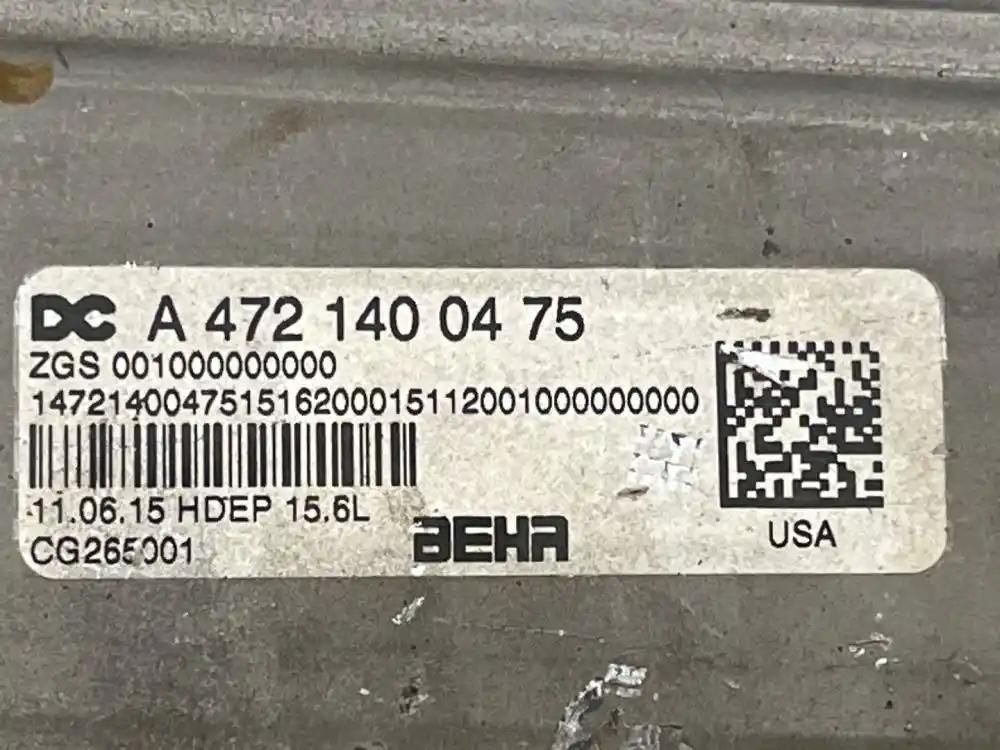 DC A 472 140 04 75
ZGS 001000000000
147214004751516200015112001000000000
11.06.15 HDEP 15.6L
CG265001
BEHR
USA